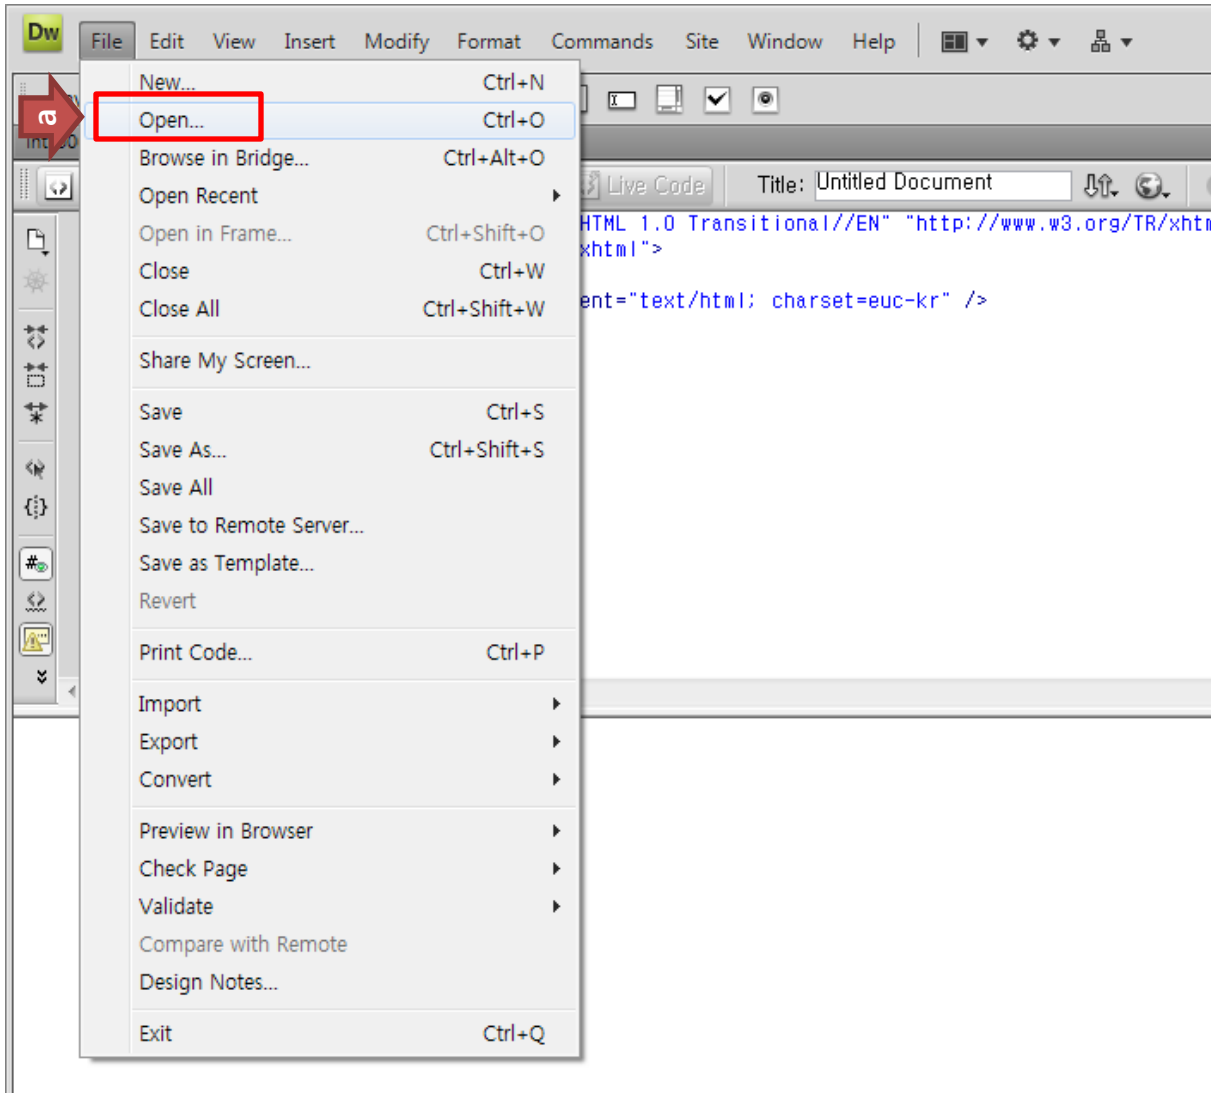 Dw File Edit View Insert Modify Format Commands Site Window Help
New... Ctrl+N
a
Open... Ctrl+O
Browse in Bridge... Ctrl+Alt+O
Live Code Title: Untitled Document
Open Recent
HTML 1.0 Transitional//EN" "http://www.w3.org/TR/xhtm
Open in Frame... Ctrl+Shift+O
xhtml">
Close Ctrl+W
ent="text/html; charset=euc-kr" />
Close All Ctrl+Shift+W
Share My Screen...
Save Ctrl+S
Save As... Ctrl+Shift+S
Save All
Save to Remote Server...
Save as Template...
Revert
Print Code... Ctrl+P
Import
Export
Convert
Preview in Browser
Check Page
Validate
Compare with Remote
Design Notes...
Exit Ctrl+Q